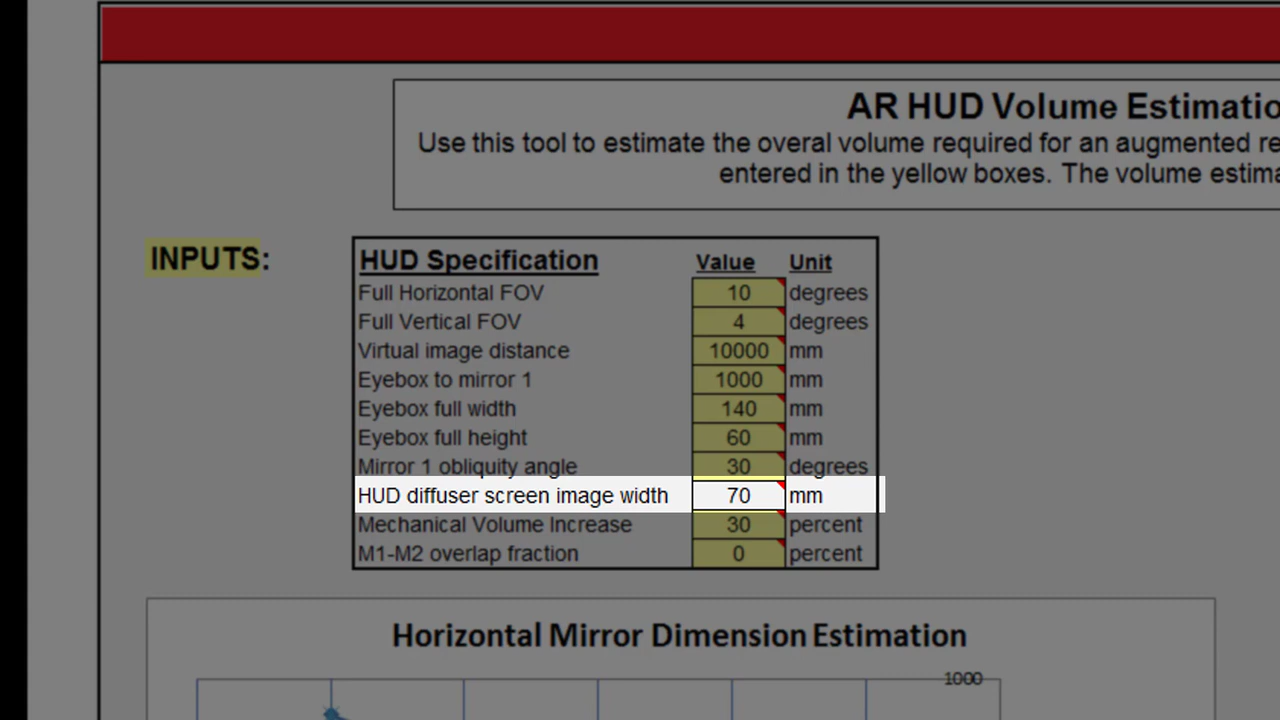 AR HUD Volume Estimatio
Use this tool to estimate the overal volume required for an augmented re
entered in the yellow boxes. The volume estima
INPUTS:
HUD Specification Value Unit
Full Horizontal FOV 10 degrees
Full Vertical FOV 4 degrees
Virtual image distance 10000 mm
Eyebox to mirror 1 1000 mm
Eyebox full width 140 mm
Eyebox full height 60 mm
Mirror 1 obliquity angle 30 degrees
HUD diffuser screen image width 70 mm
Mechanical Volume Increase 30 percent
M1-M2 overlap fraction 0 percent
Horizontal Mirror Dimension Estimation
1000